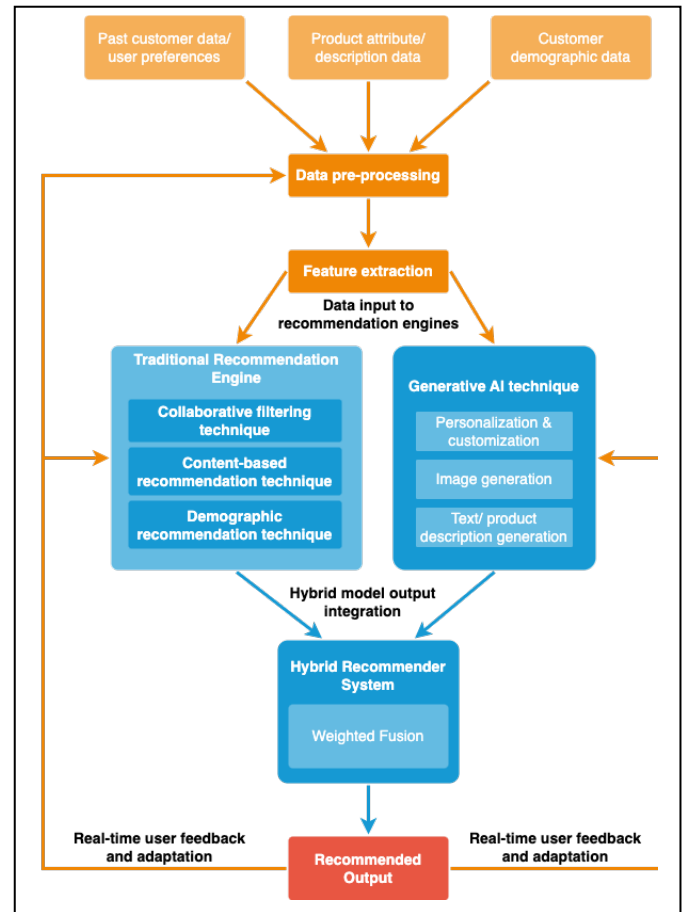 Past customer data/
user preferences
Product attribute/
description data
Customer
demographic data
Data pre-processing
Feature extraction
Data input to
recommendation engines
Traditional Recommendation
Engine
Collaborative filtering
technique
Content-based
recommendation technique
Demographic
recommendation technique
Generative AI technique
Personalization &
customization
Image generation
Text/ product
description generation
Hybrid model output
integration
Hybrid Recommender
System
Weighted Fusion
Real-time user feedback
and adaptation
Recommended
Output
Real-time user feedback
and adaptation